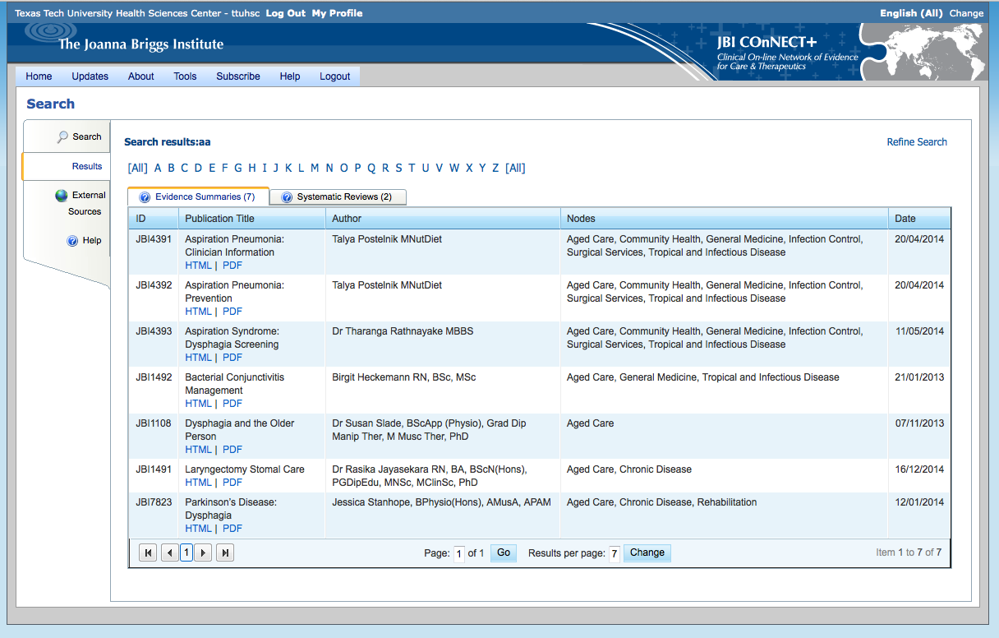 Texas Tech University Health Sciences Center - ttuhsc Log Out My Profile
English (All) Change
The Joanna Briggs Institute
JBI COnNECT+
Clinical On-line Network of Evidence
for Care & Therapeutics
Home Updates About Tools Subscribe Help Logout
Search
Search
Results
External
Sources
Help
Search results:aa
Refine Search
[All] A B C D E F G H I J K L M N O P Q R S T U V W X Y Z [All]
Evidence Summaries (7) Systematic Reviews (2)
ID Publication Title Author Nodes Date
JBI4391 Aspiration Pneumonia: Talya Postelnik MNutDiet Aged Care, Community Health, General Medicine, Infection Control, 20/04/2014
Clinician Information Surgical Services, Tropical and Infectious Disease
HTML | PDF
JBI4392 Aspiration Pneumonia: Talya Postelnik MNutDiet Aged Care, Community Health, General Medicine, Infection Control, 20/04/2014
Prevention Surgical Services, Tropical and Infectious Disease
HTML | PDF
JBI4393 Aspiration Syndrome: Dr Tharanga Rathnayake MBBS Aged Care, Community Health, General Medicine, Infection Control, 11/05/2014
Dysphagia Screening Surgical Services, Tropical and Infectious Disease
HTML | PDF
JBI1492 Bacterial Conjunctivitis Birgit Heckemann RN, BSc, MSc Aged Care, General Medicine, Tropical and Infectious Disease 21/01/2013
Management
HTML | PDF
JBI1108 Dysphagia and the Older Dr Susan Slade, BScApp (Physio), Grad Dip Aged Care 07/11/2013
Person Manip Ther, M Musc Ther, PhD
HTML | PDF
JBI1491 Laryngectomy Stomal Care Dr Rasika Jayasekara RN, BA, BScN(Hons), Aged Care, Chronic Disease 16/12/2014
HTML | PDF PGDipEdu, MNSc, MClinSc, PhD
JBI7823 Parkinson's Disease: Jessica Stanhope, BPhysio(Hons), AMusA, APAM Aged Care, Chronic Disease, Rehabilitation 12/01/2014
Dysphagia
HTML | PDF
1 Page: 1 of 1 Go Results per page: 7 Change Item 1 to 7 of 7